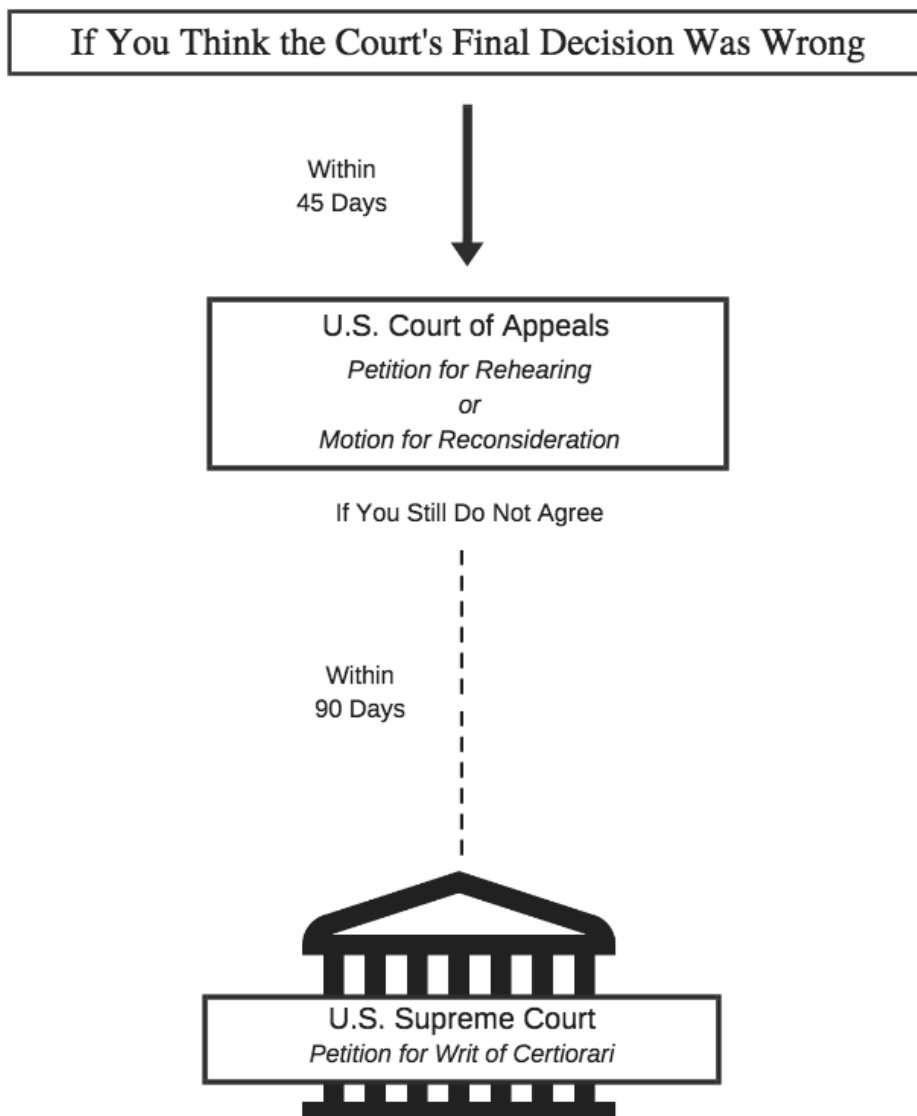 If You Think the Court's Final Decision Was Wrong
Within
45 Days
U.S. Court of Appeals
Petition for Rehearing
or
Motion for Reconsideration
If You Still Do Not Agree
Within
90 Days
U.S. Supreme Court
Petition for Writ of Certiorari